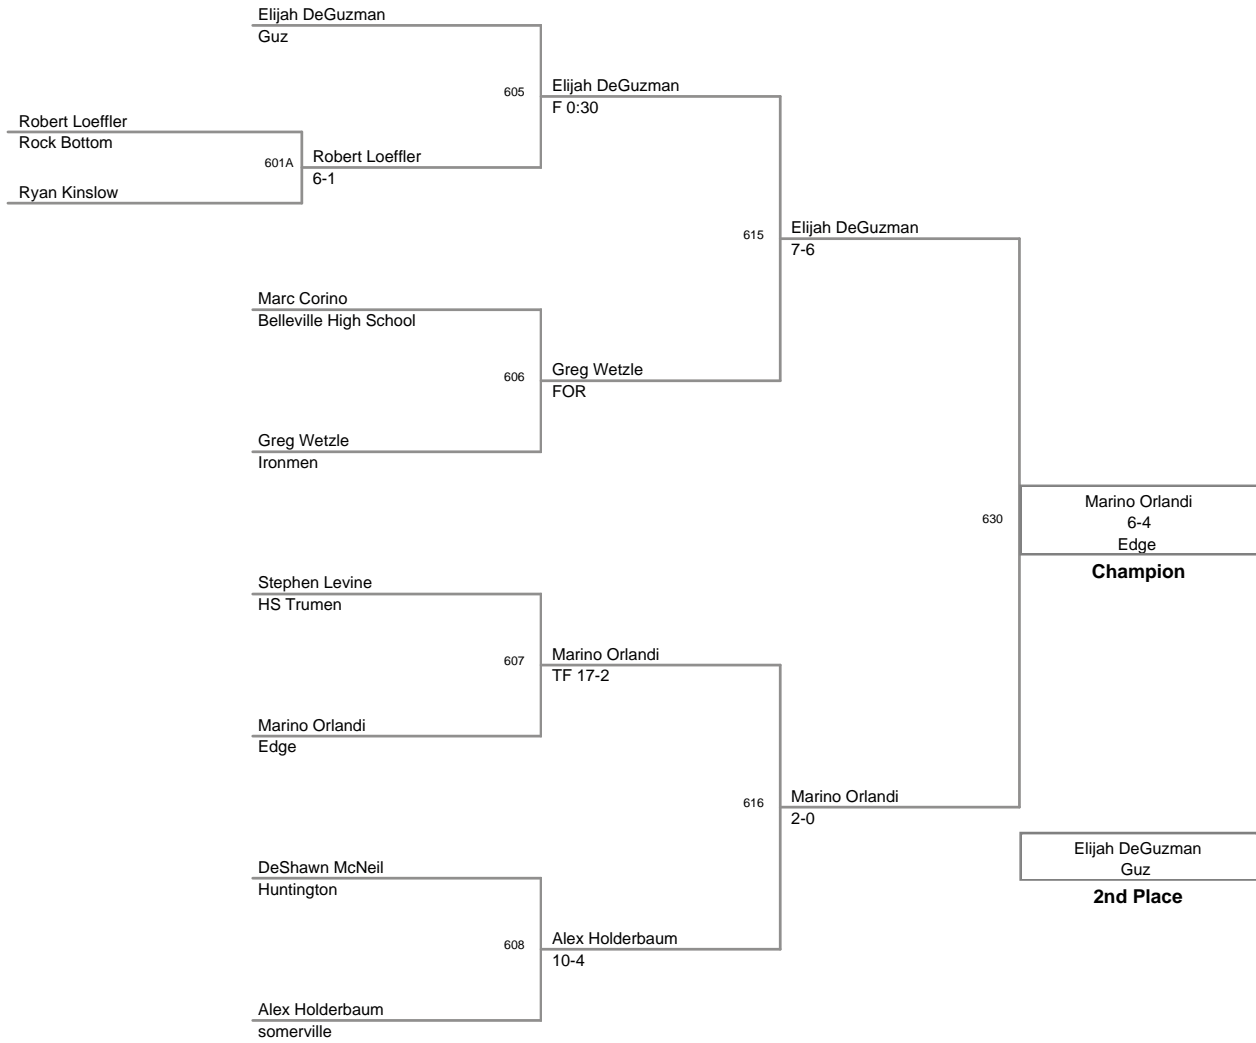 Elijah DeGuzman
Guz
605
Elijah DeGuzman
F 0:30
Robert Loeffler
Rock Bottom
601A
Robert Loeffler
6-1
Ryan Kinslow
615
Elijah DeGuzman
7-6
Marc Corino
Belleville High School
606
Greg Wetzle
FOR
Greg Wetzle
Ironmen
630
Marino Orlandi
6-4
Edge
Champion
Stephen Levine
HS Trumen
607
Marino Orlandi
TF 17-2
Marino Orlandi
Edge
616
Marino Orlandi
2-0
DeShawn McNeil
Huntington
608
Alex Holderbaum
10-4
Alex Holderbaum
somerville
Elijah DeGuzman
Guz
2nd Place